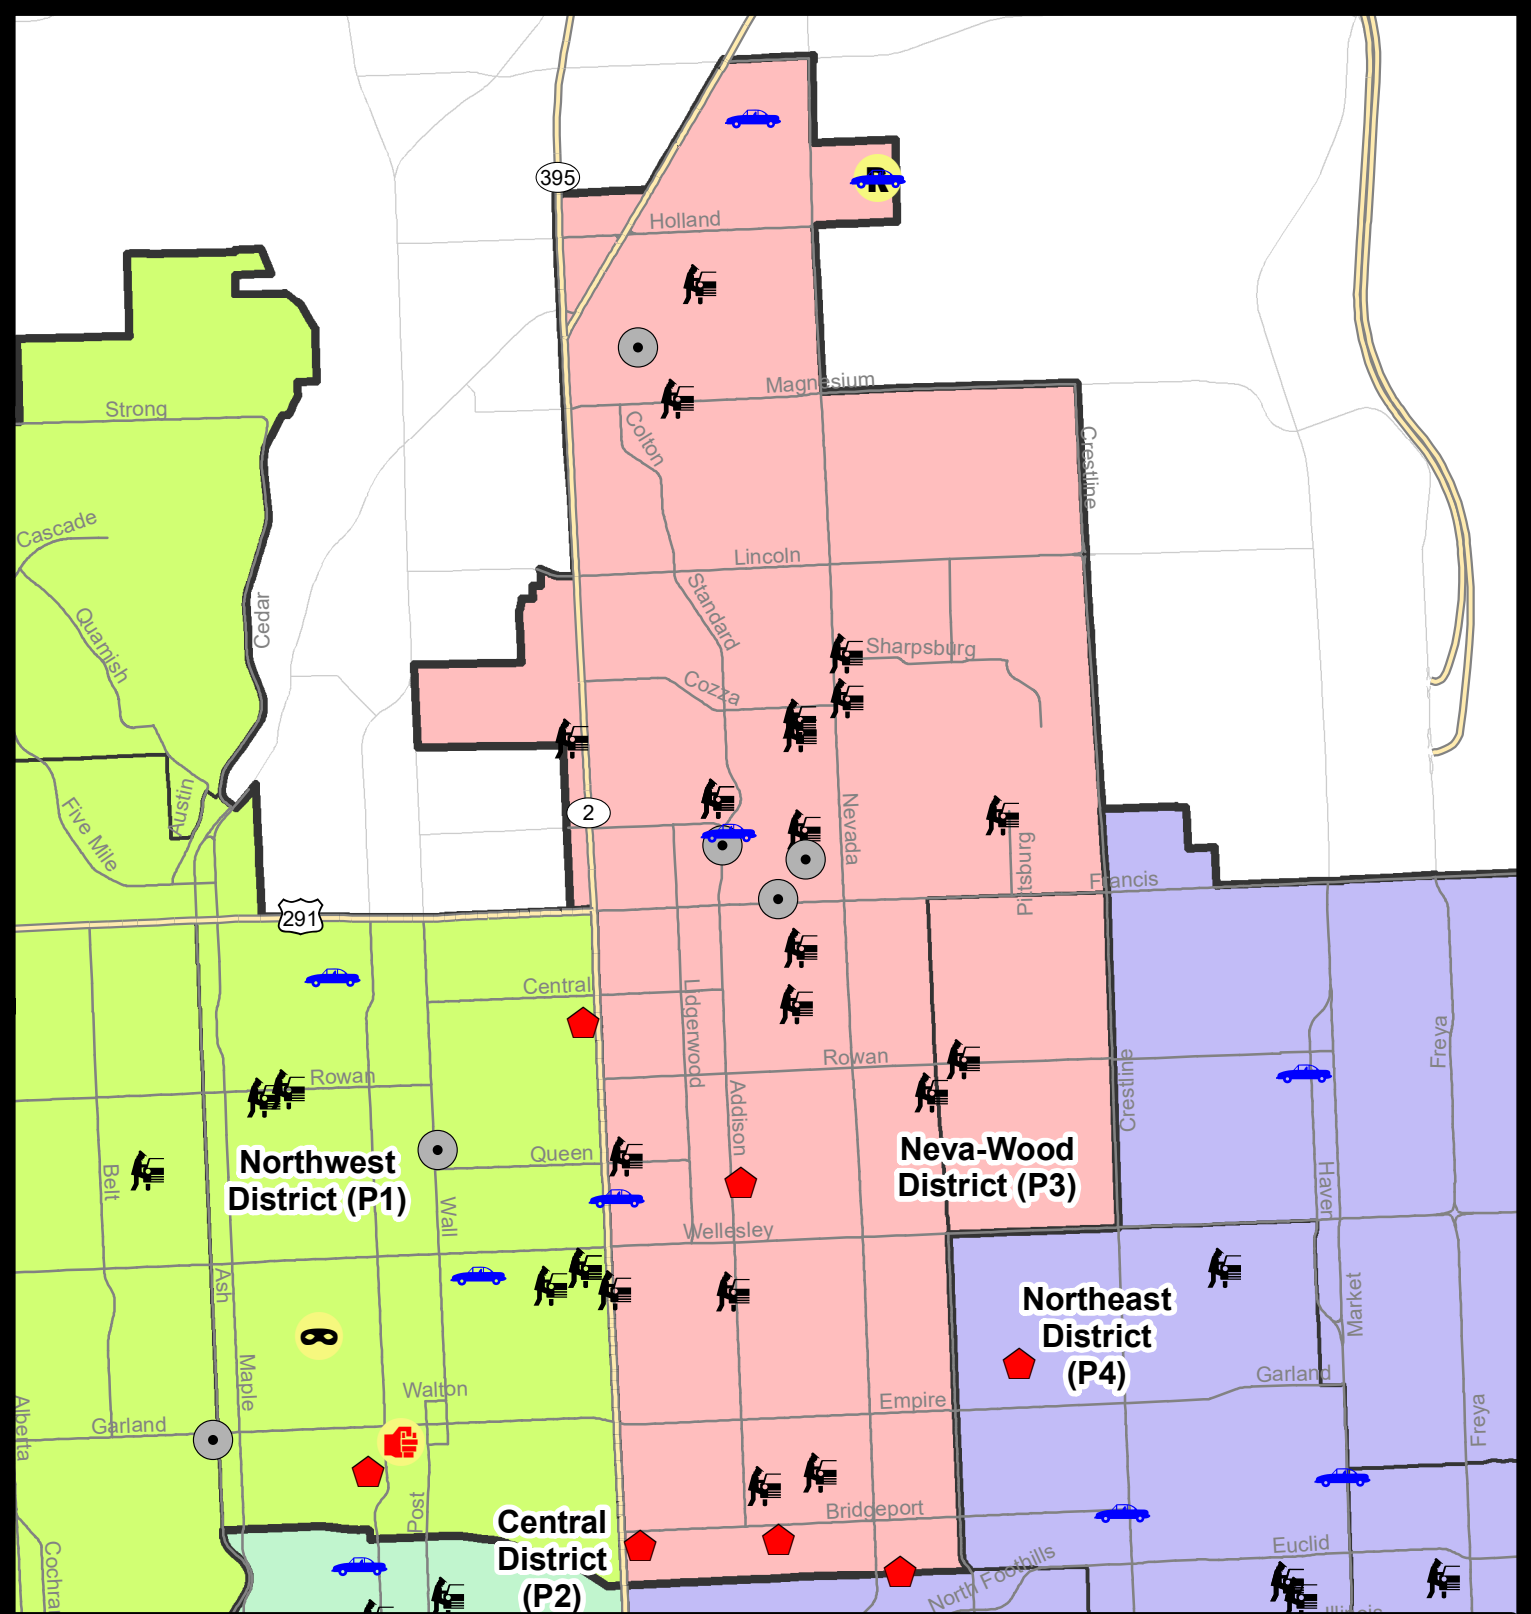 395
R
Holland
Magnesium
Strong
Colton
Crestline
Cascade
Lincoln
Cedar
Quamish
Standard
Sharpsburg
Cozza
2
Austin
Five Mile
Nevada
Pittsburg
Francis
291
Central
Lidgerwood
Freya
Rowan
Rowan
Crestline
Addison
Neva-Wood
District (P3)
Northwest
District (P1)
Queen
Belt
Wall
Haven
Wellesley
Ash
Market
Northeast
District
(P4)
Maple
Walton
Garland
Empire
Alberta
Garland
Freya
Post
Bridgeport
Central
District
(P2)
Euclid
North Foothills